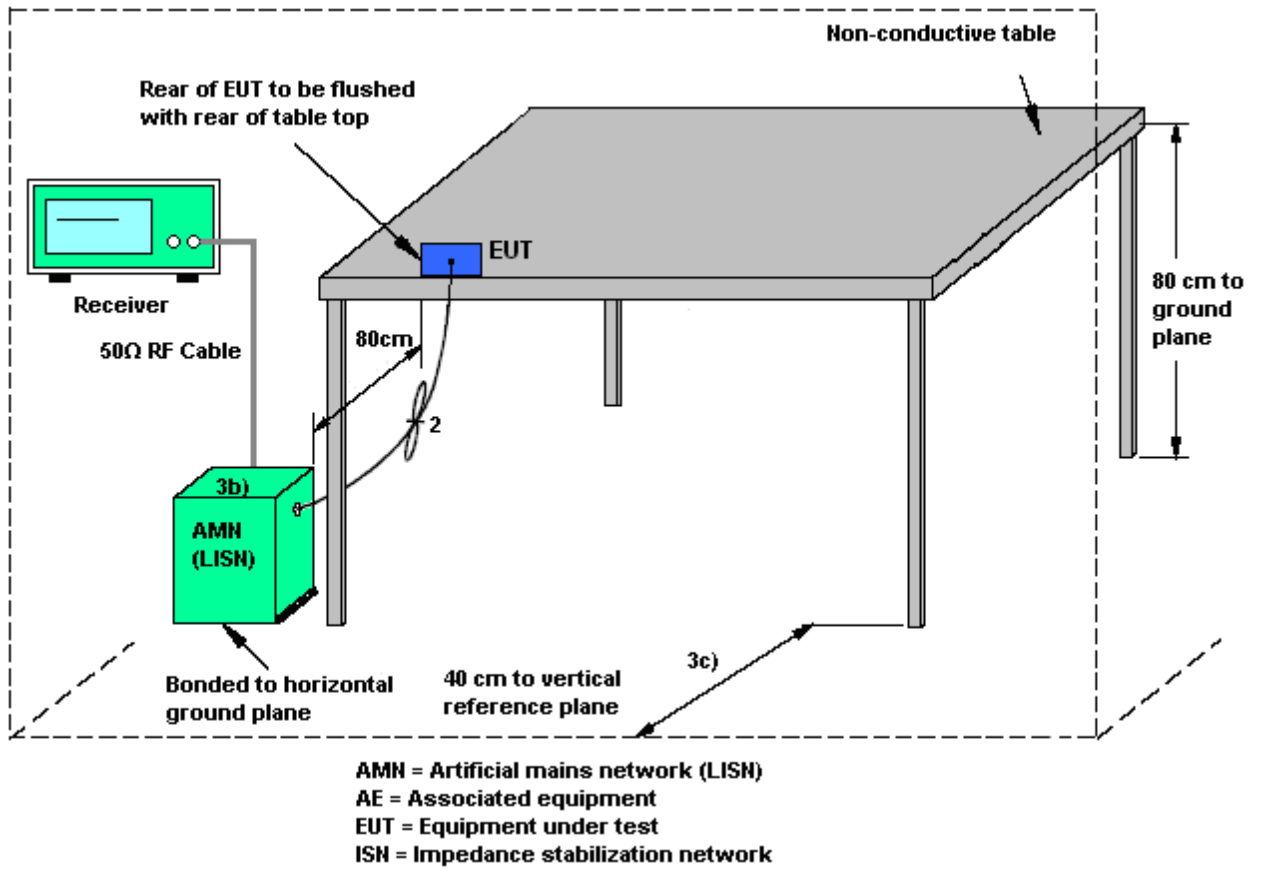 Non-conductive table
Rear of EUT to be flushed
with rear of table top
EUT
Receiver
80 cm to
ground
plane
50Ω RF Cable
80cm
2
3b)
AMN
(LISN)
3c)
Bonded to horizontal
ground plane
40 cm to vertical
reference plane
AMN = Artificial mains network (LISN)
AE = Associated equipment
EUT = Equipment under test
ISN = Impedance stabilization network